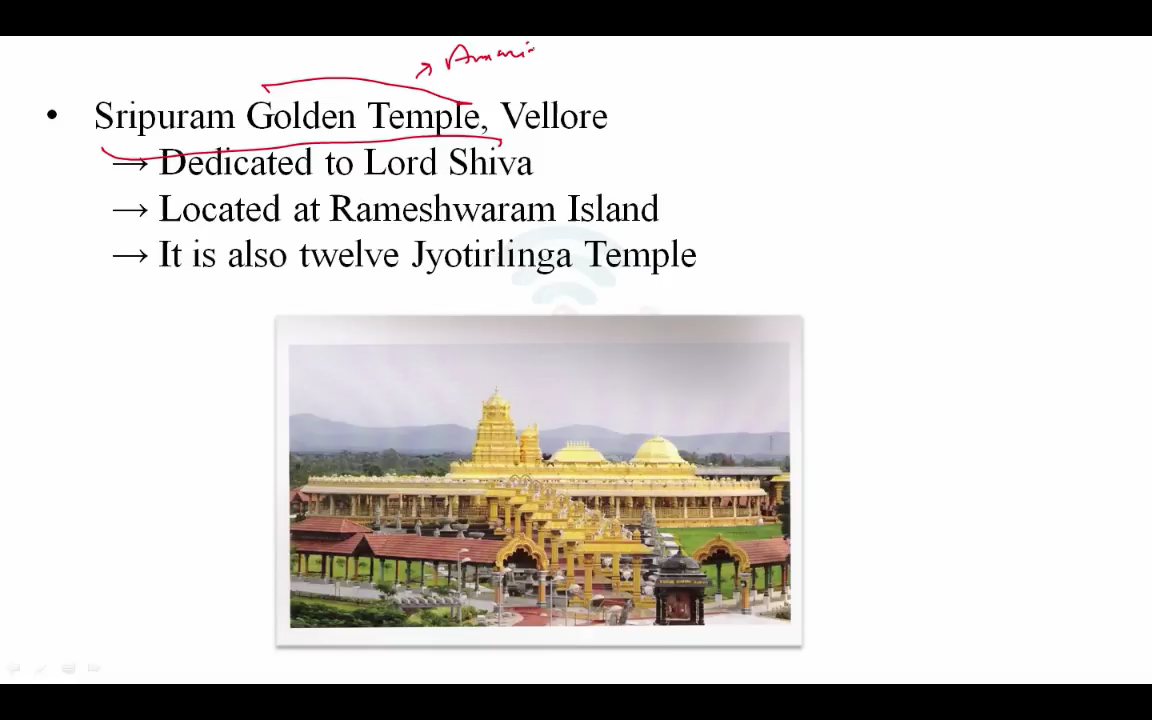 • Sripuram Golden Temple, Vellore
→ Dedicated to Lord Shiva
→ Located at Rameshwaram Island
→ It is also twelve Jyotirlinga Temple